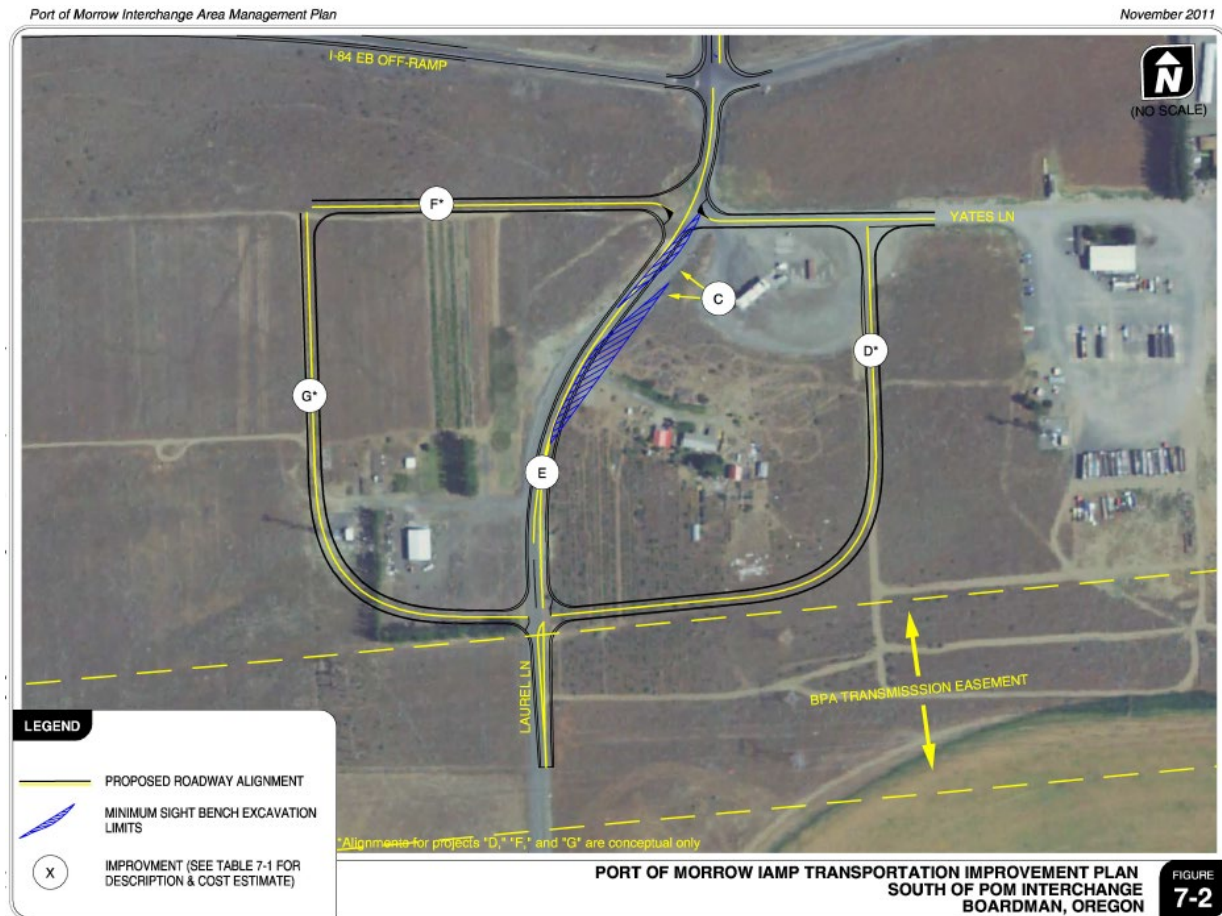 Port of Morrow Interchange Area Management Plan
November 2011
I-84 EB OFF-RAMP
N
(NO SCALE)
F*
YATES LN
C
D*
G*
E
LAUREL LN
BPA TRANSMISSSION EASEMENT
LEGEND
PROPOSED ROADWAY ALIGNMENT
MINIMUM SIGHT BENCH EXCAVATION
LIMITS
X
IMPROVMENT (SEE TABLE 7-1 FOR
DESCRIPTION & COST ESTIMATE)
*Alignments for projects "D," "F," and "G" are conceptual only
PORT OF MORROW IAMP TRANSPORTATION IMPROVEMENT PLAN
SOUTH OF POM INTERCHANGE
BOARDMAN, OREGON
FIGURE
7-2